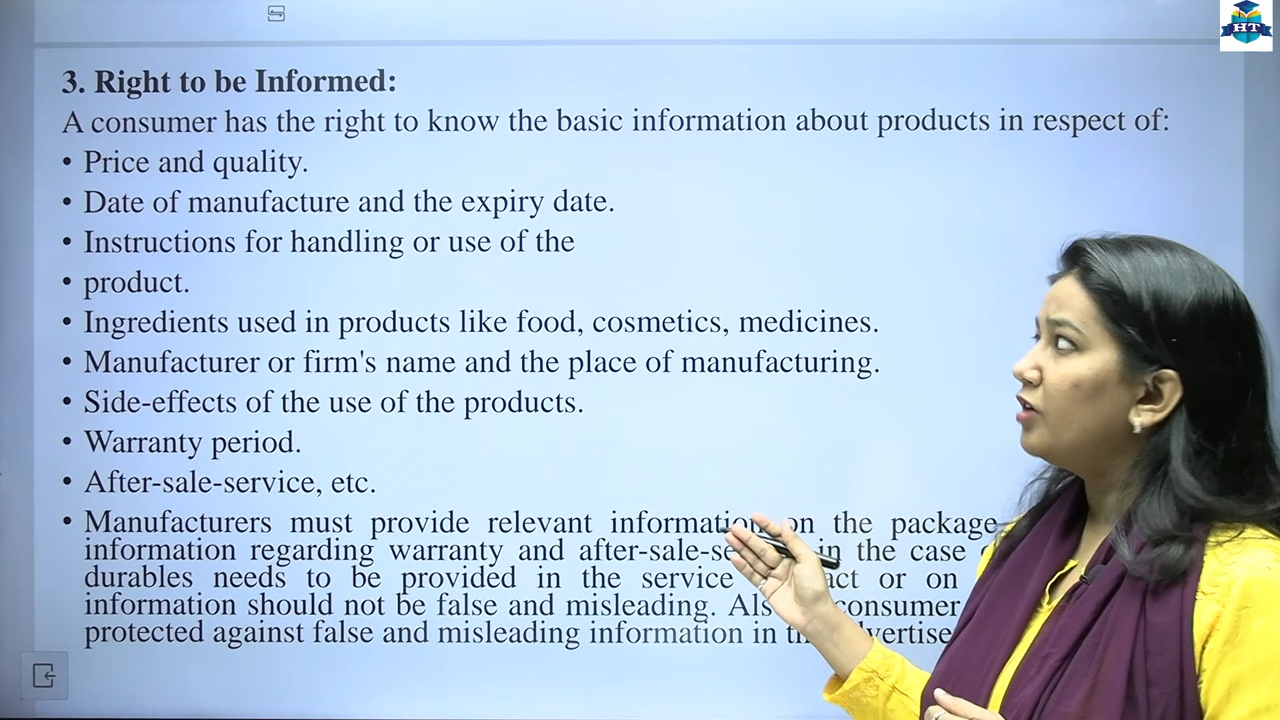 HT
3. Right to be Informed:
A consumer has the right to know the basic information about products in respect of:
• Price and quality.
• Date of manufacture and the expiry date.
• Instructions for handling or use of the
• product.
• Ingredients used in products like food, cosmetics, medicines.
• Manufacturer or firm's name and the place of manufacturing.
• Side-effects of the use of the products.
• Warranty period.
• After-sale-service, etc.
• Manufacturers must provide relevant information on the package
information regarding warranty and after-sale-se in the case
durables needs to be provided in the service act or on
information should not be false and misleading. Als consumer
protected against false and misleading information in